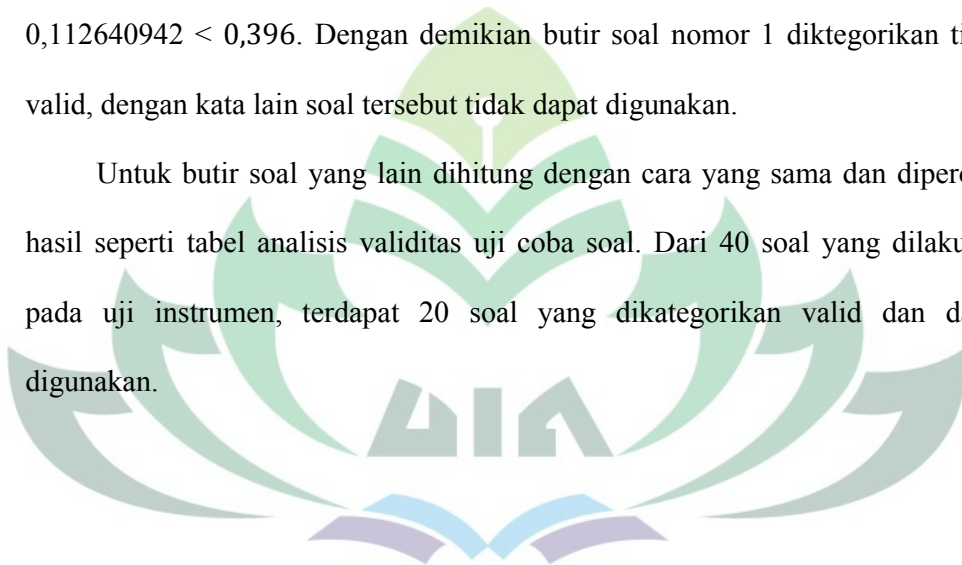 0,112640942 < 0,396. Dengan demikian butir soal nomor 1 diktegorikan
valid, dengan kata lain soal tersebut tidak dapat digunakan.
Untuk butir soal yang lain dihitung dengan cara yang sama dan
hasil seperti tabel analisis validitas uji coba soal. Dari 40 soal yang
pada uji instrumen, terdapat 20 soal yang dikategorikan valid dan
digunakan.
UIN